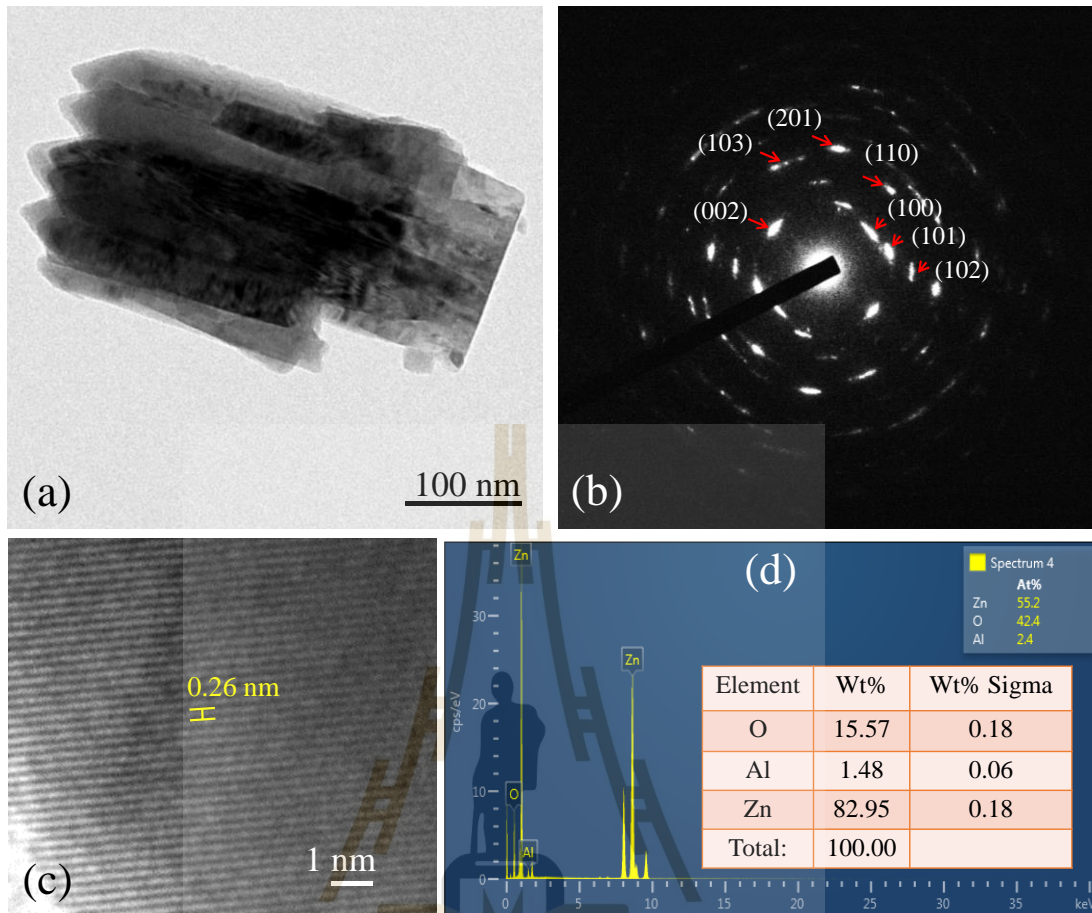 (a)
100 nm
(201)
(103)
(110)
(002)
(100)
(101)
(102)
(b)
0.26 nm
1 nm
(c)
(d)
Zn
Zn
O
Al
cps/eV
30
20
10
0
0 5 10 15 20 25 30 35 keV
Spectrum 4
At%
Zn 55.2
O 42.4
Al 2.4
Element Wt% Wt% Sigma
O 15.57 0.18
Al 1.48 0.06
Zn 82.95 0.18
Total: 100.00